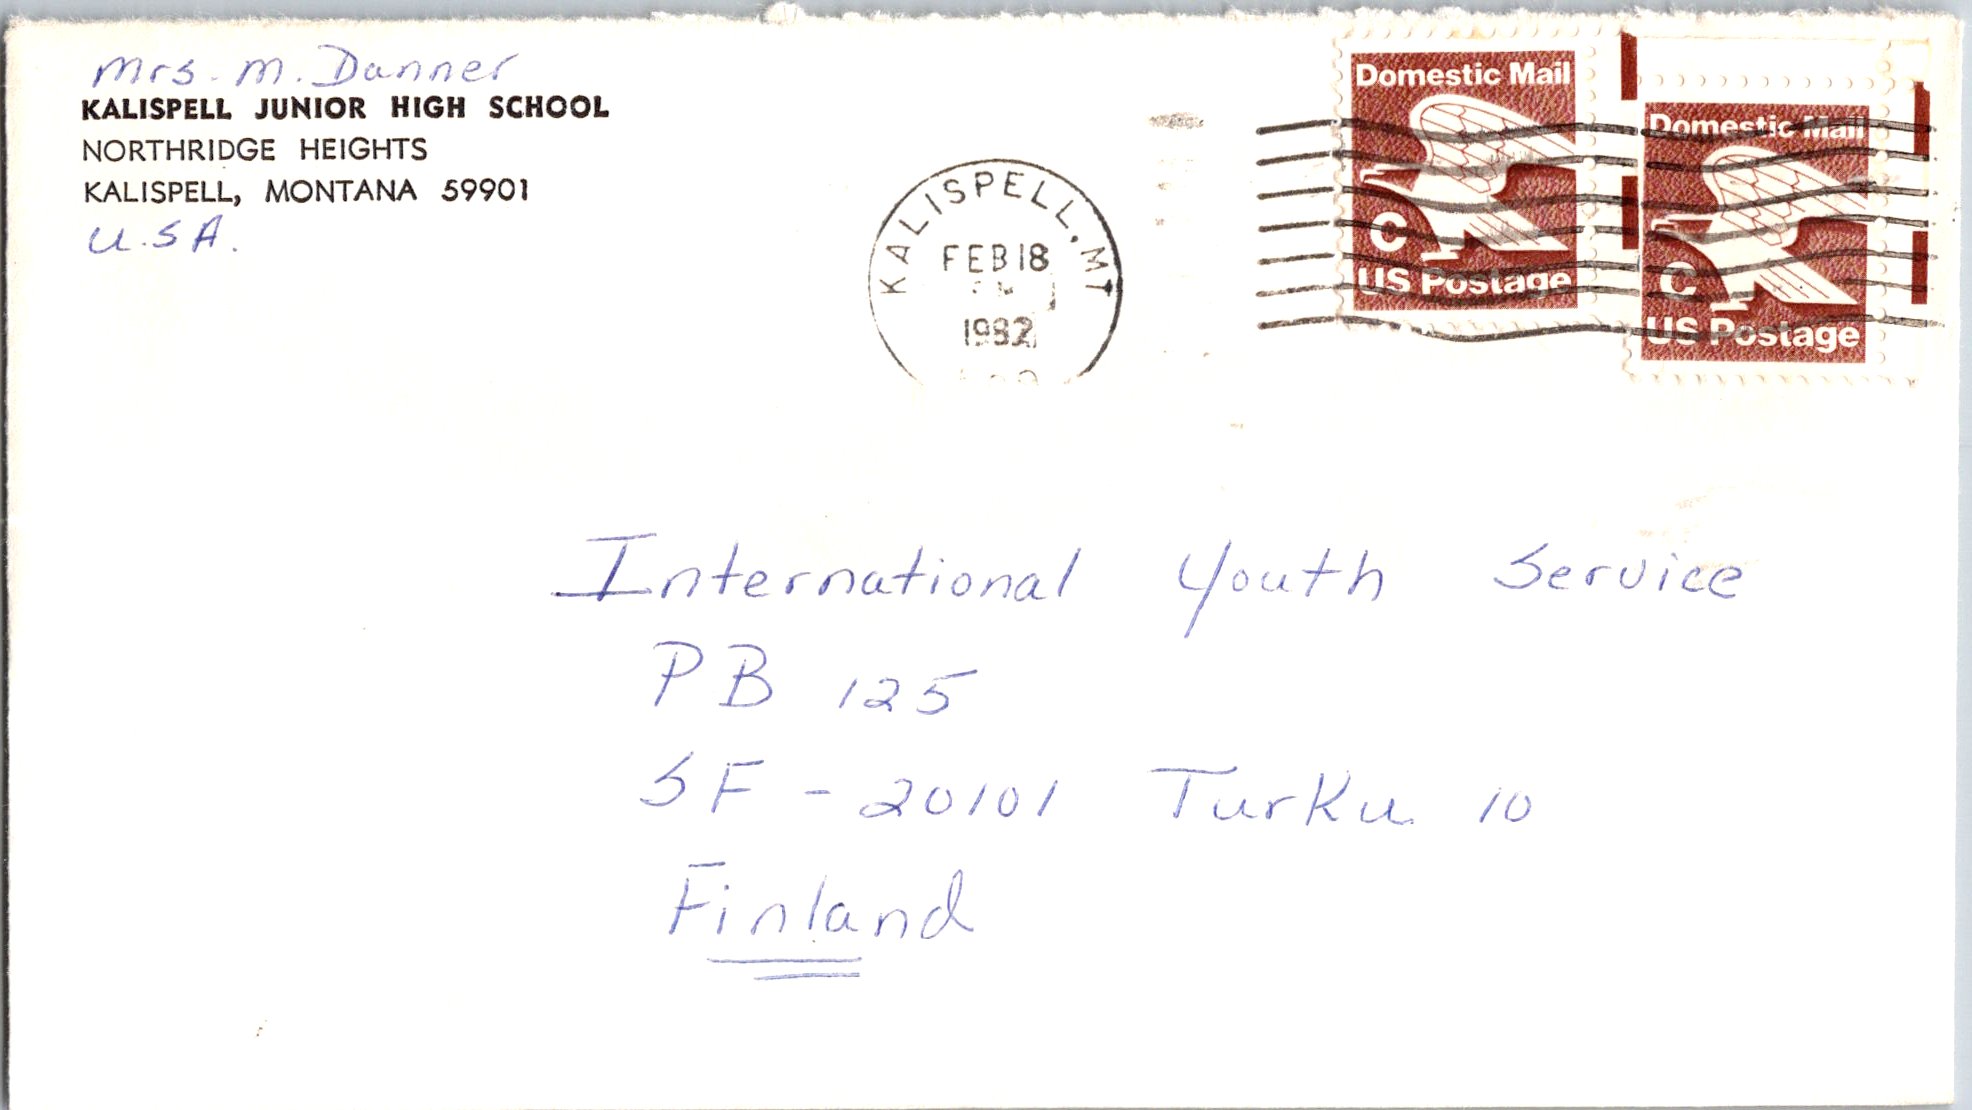 Mrs. M. Danner
KALISPELL JUNIOR HIGH SCHOOL
NORTHRIDGE HEIGHTS
KALISPELL, MONTANA 59901
U.S.A.
KALISPELL, MT
FEB 18
1982
Domestic Mail
C
US Postage
Domestic Mail
C
US Postage
International Youth Service
PB 125
SF - 20101 Turku 10
Finland